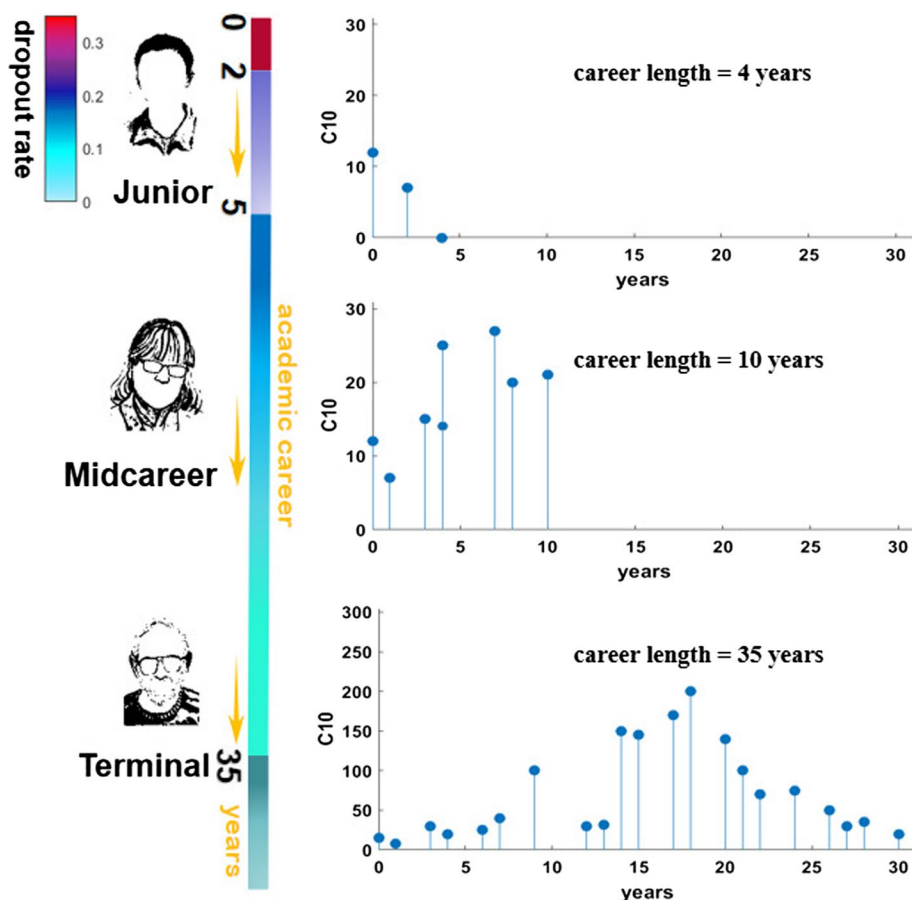 dropout rate
0.3
0.2
0.1
0
Junior
Midcareer
Terminal
0
2
5
35
years
academic career
career length = 4 years
C10
30
20
10
0
0 5 10 15 20 25 30
years
career length = 10 years
C10
30
20
10
0
0 5 10 15 20 25 30
years
career length = 35 years
C10
300
250
200
150
100
50
0
0 5 10 15 20 25 30
years